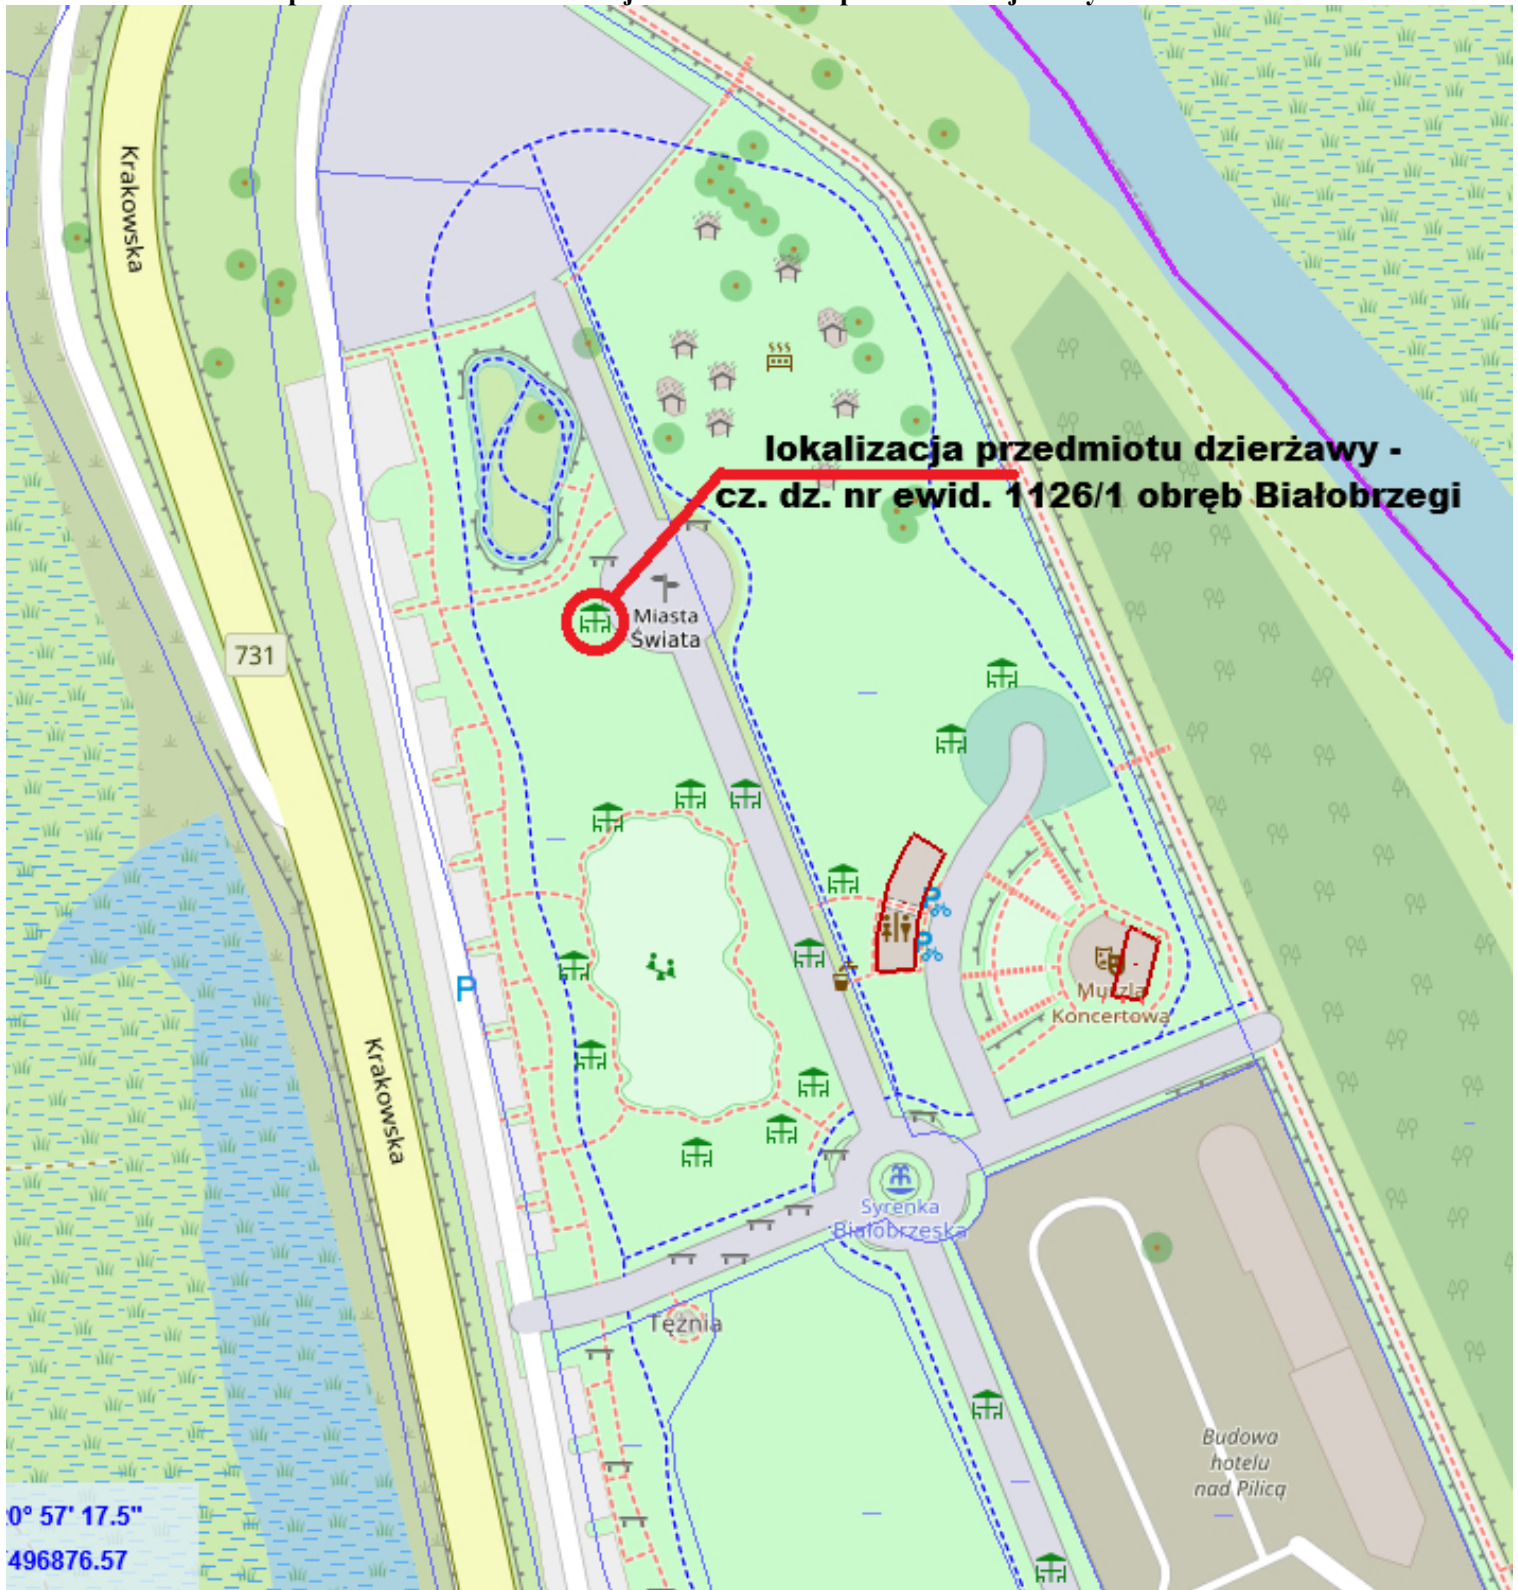 Krakowska
lokalizacja przedmiotu dzierżawy -
cz. dz. nr ewid. 1126/1 obręb Białobrzegi
Miasta
Świata
731
P
P
P
Muszla
Koncertowa
Krakowska
Syrenka
Białobrzeska
Tężnia
Budowa
hotelu
nad Pilicą
0° 57' 17.5"
496876.57